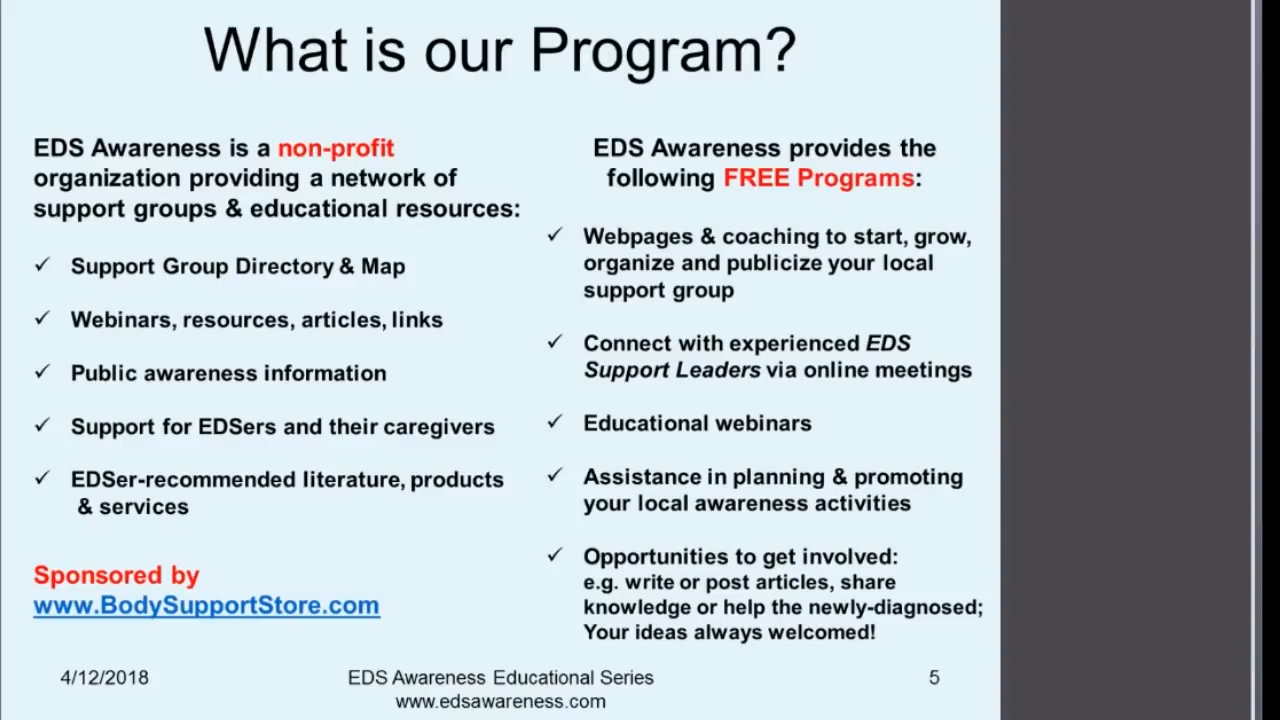 What is our Program?
EDS Awareness is a non-profit
organization providing a network of
support groups & educational resources:
✓ Support Group Directory & Map
✓ Webinars, resources, articles, links
✓ Public awareness information
✓ Support for EDSers and their caregivers
✓ EDSer-recommended literature, products
& services
Sponsored by
www.BodySupportStore.com
EDS Awareness provides the
following FREE Programs:
✓ Webpages & coaching to start, grow,
organize and publicize your local
support group
✓ Connect with experienced EDS
Support Leaders via online meetings
✓ Educational webinars
✓ Assistance in planning & promoting
your local awareness activities
✓ Opportunities to get involved:
e.g. write or post articles, share
knowledge or help the newly-diagnosed;
Your ideas always welcomed!
4/12/2018
EDS Awareness Educational Series
www.edsawareness.com
5